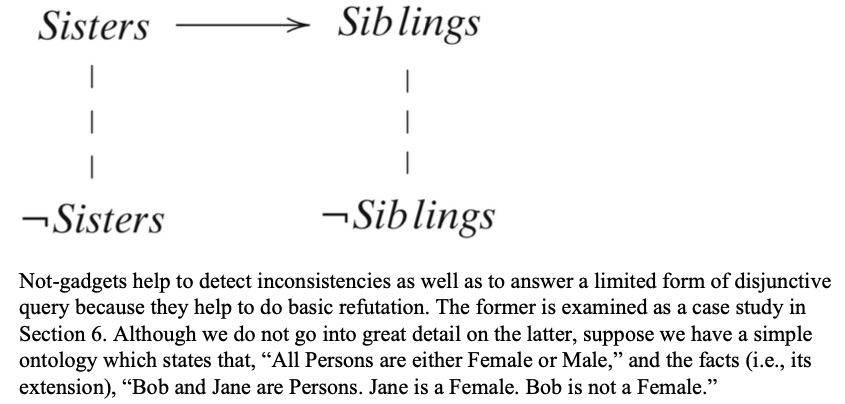 Sisters → Siblings
¬Sisters ¬Siblings
Not-gadgets help to detect inconsistencies as well as to answer a limited form of disjunctive
query because they help to do basic refutation. The former is examined as a case study in
Section 6. Although we do not go into great detail on the latter, suppose we have a simple
ontology which states that, “All Persons are either Female or Male,” and the facts (i.e., its
extension), “Bob and Jane are Persons. Jane is a Female. Bob is not a Female.”